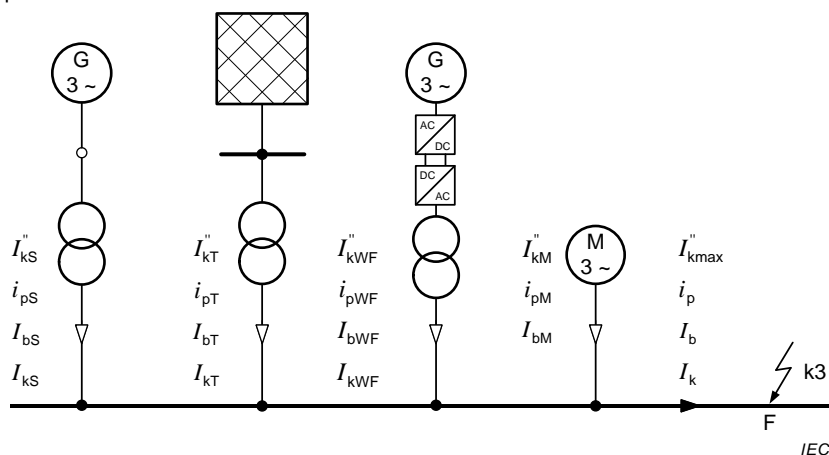 G
3 ~
G
3 ~
AC
DC
DC
AC
M
3 ~
I"kS I"kT I"kWF I"kM I"kmax
ipS ipT ipWF ipM ip
IbS IbT IbWF IbM Ib
IkS IkT IkWF Ik k3
F
IEC